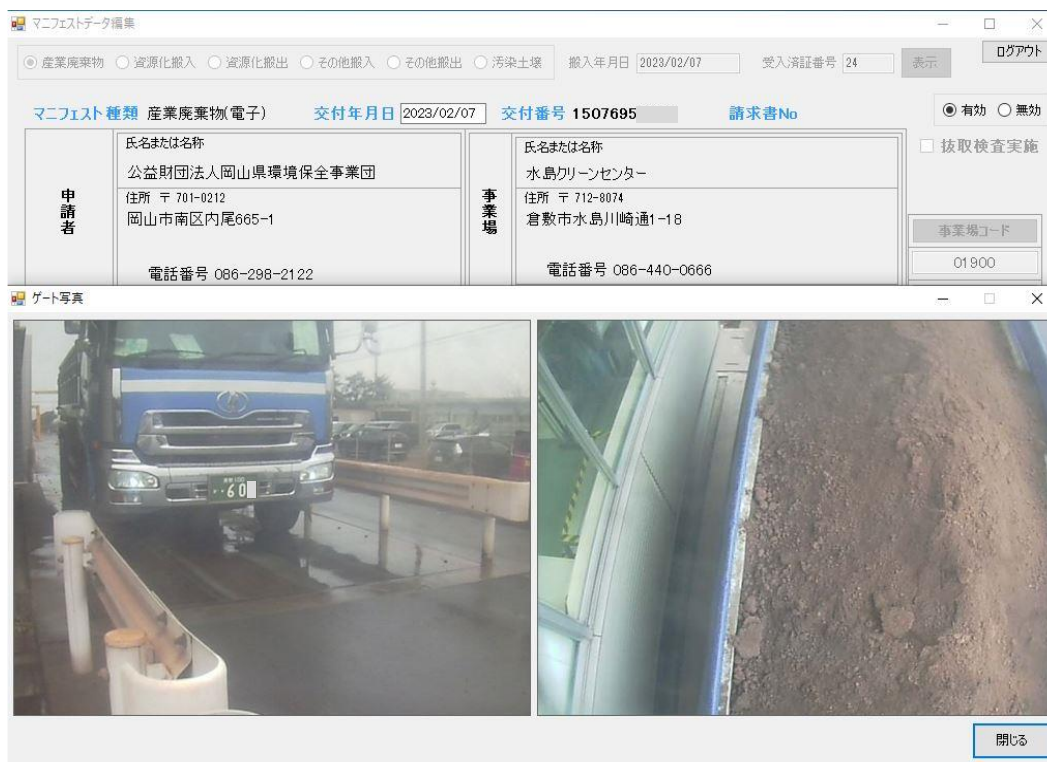 マニフェストデータ編集
ログアウト
産業廃棄物 資源化搬入 資源化搬出 その他搬入 その他搬出 汚染土壌 搬入年月日 2023/02/07 受入済証番号 24 表示
マニフェスト種類 産業廃棄物(電子) 交付年月日 2023/02/07 交付番号 1507695 請求書No 有効 無効
抜取検査実施
申請者
氏名または名称
公益財団法人岡山県環境保全事業団
住所 〒 701-0212
岡山市南区内尾665-1
電話番号 086-298-2122
事業場
氏名または名称
水島クリーンセンター
住所 〒 712-8074
倉敷市水島川崎通1-18
電話番号 086-440-0666
事業場コード
01900
ゲート写真
60
閉じる